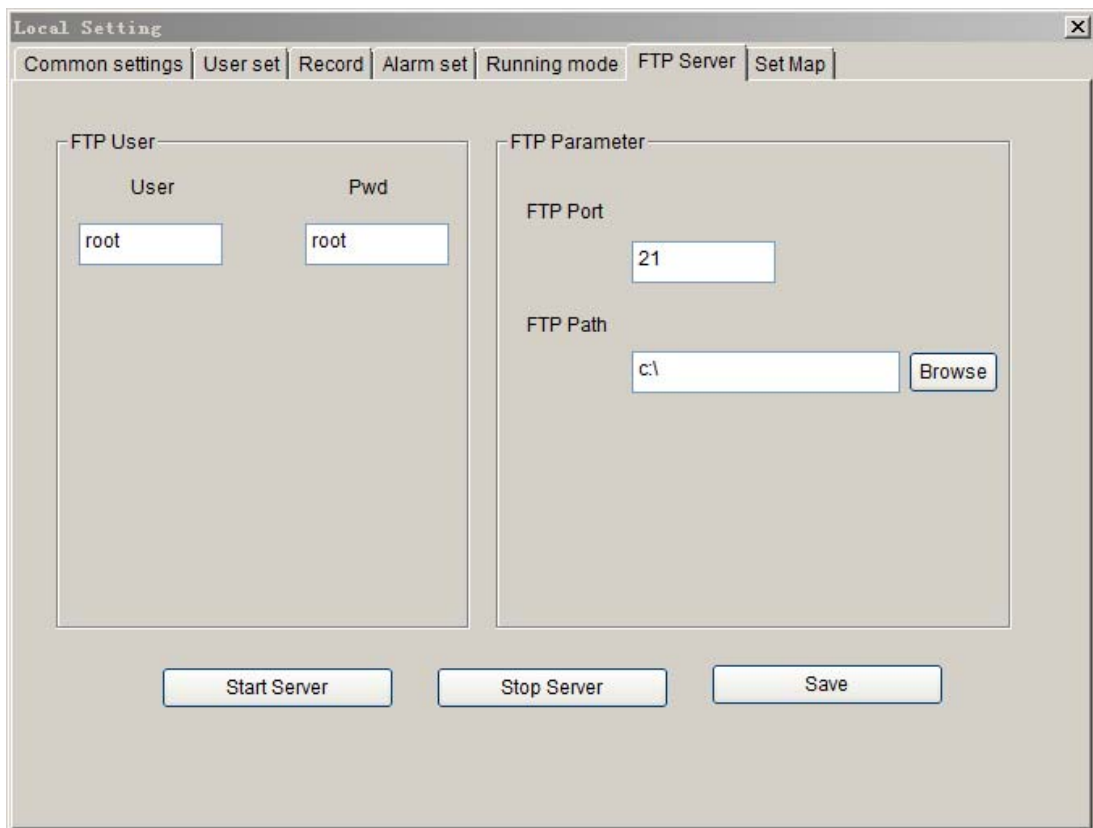 Local Setting
Common settings User set Record Alarm set Running mode FTP Server Set Map
FTP User
User Pwd
root root
FTP Parameter
FTP Port
21
FTP Path
c:\ Browse
Start Server Stop Server Save